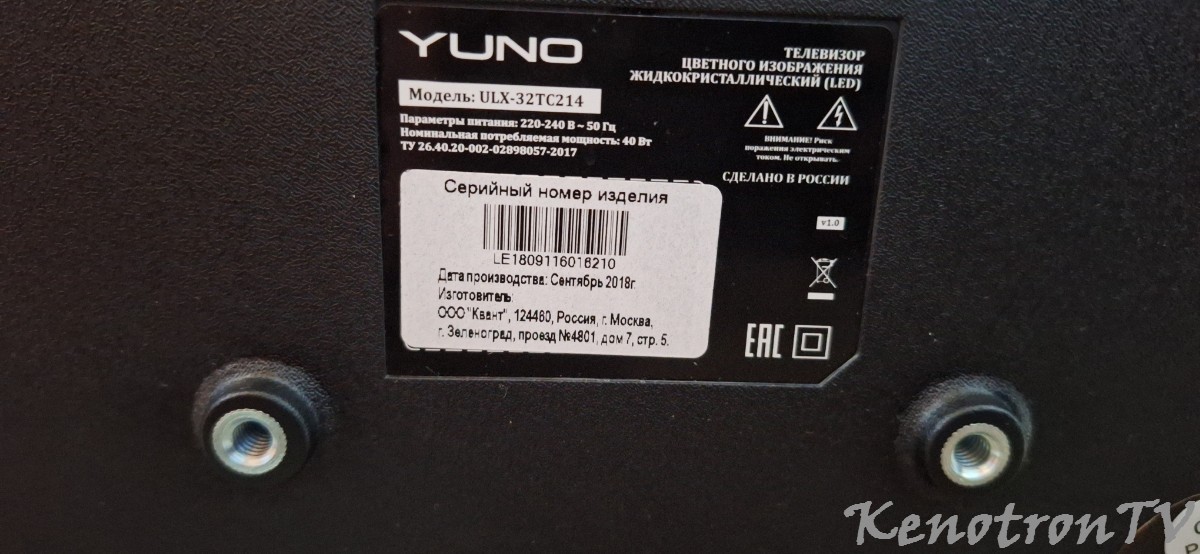 YUNO
Модель: ULX-32TC214
Параметры питания: 220-240 В ~ 50 Гц
Номинальная потребляемая мощность: 40 Вт
ТУ 26.40.20-002-02898057-2017
ТЕЛЕВИЗОР
ЦВЕТНОГО ИЗОБРАЖЕНИЯ
ЖИДКОКРИСТАЛЛИЧЕСКИЙ (LED)
ВНИМАНИЕ! Риск
поражения электрическим
током. Не открывать.
СДЕЛАНО В РОССИИ
v1.0
Серийный номер изделия
LE1809116016210
Дата производства: Сентябрь 2018г.
Изготовитель:
ООО "Квант", 124460, Россия, г. Москва,
г. Зеленоград, проезд №4801, дом 7, стр. 5.
EAC
KenotronTV